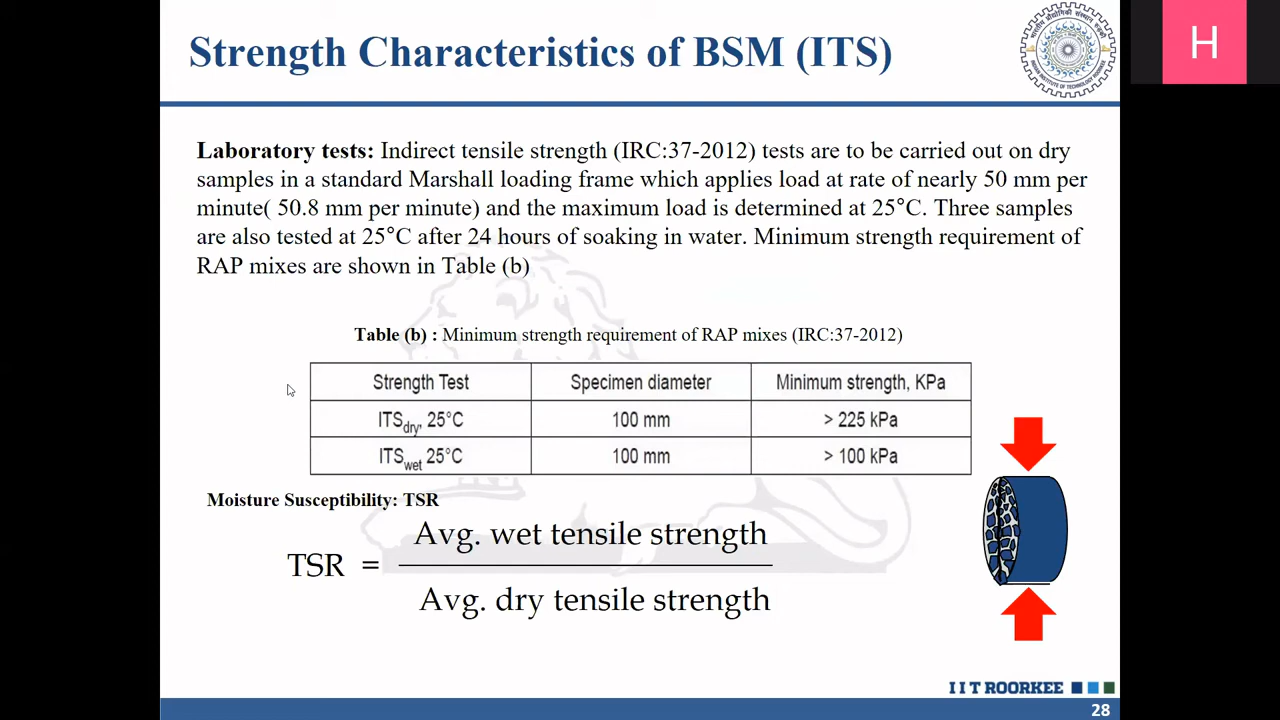 Strength Characteristics of BSM (ITS)
H
Laboratory tests: Indirect tensile strength (IRC:37-2012) tests are to be carried out on dry
samples in a standard Marshall loading frame which applies load at rate of nearly 50 mm per
minute( 50.8 mm per minute) and the maximum load is determined at 25°C. Three samples
are also tested at 25°C after 24 hours of soaking in water. Minimum strength requirement of
RAP mixes are shown in Table (b)
Table (b) : Minimum strength requirement of RAP mixes (IRC:37-2012)
Strength Test Specimen diameter Minimum strength, KPa
ITSdry, 25°C 100 mm > 225 kPa
ITSwet 25°C 100 mm > 100 kPa
Moisture Susceptibility: TSR
TSR = Avg. wet tensile strength
Avg. dry tensile strength
I I T ROORKEE
28